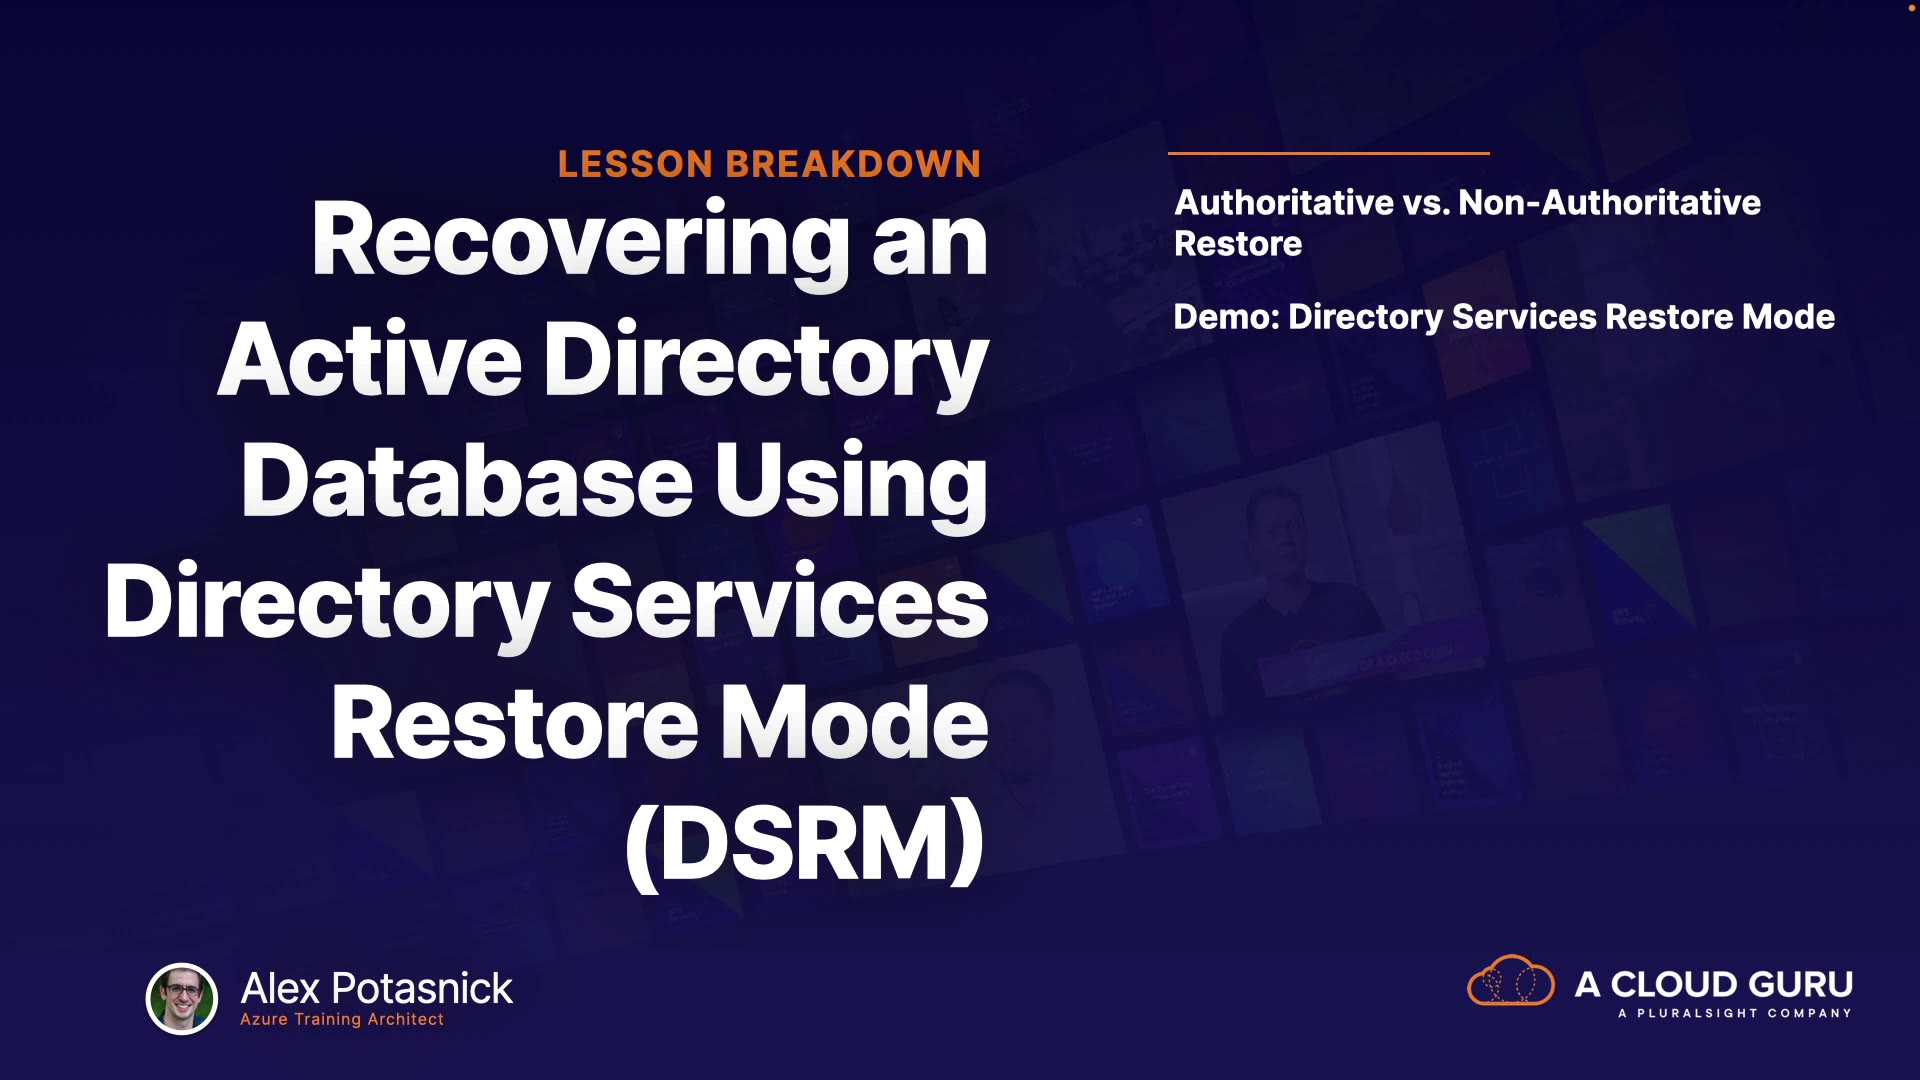 LESSON BREAKDOWN
Recovering an
Active Directory
Database Using
Directory Services
Restore Mode
(DSRM)
Authoritative vs. Non-Authoritative
Restore
Demo: Directory Services Restore Mode
Alex Potasnick
Azure Training Architect
A CLOUD GURU
A PLURALSIGHT COMPANY